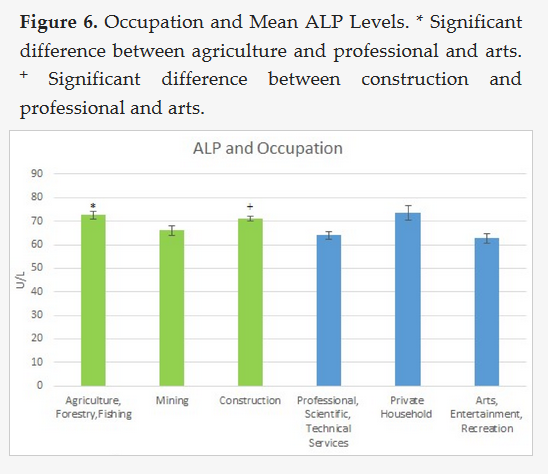 Figure 6. Occupation and Mean ALP Levels. * Significant
difference between agriculture and professional and arts.
+ Significant difference between construction and
professional and arts.
ALP and Occupation
90
80
70
60
50
40
30
20
10
0
U/L
*
+
Agriculture,
Forestry,Fishing
Mining
Construction
Professional,
Scientific,
Technical
Services
Private
Household
Arts,
Entertainment,
Recreation